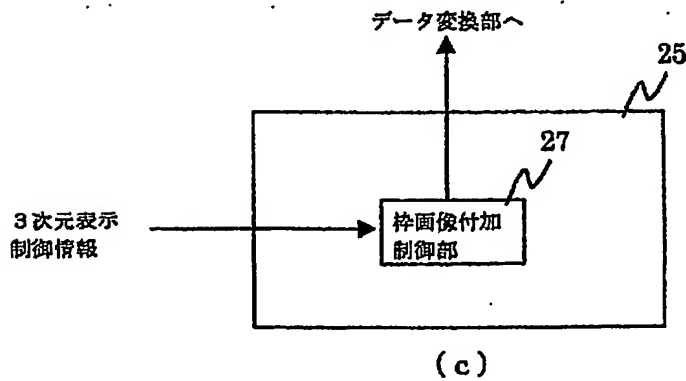 データ変換部へ
25
27
3次元表示
制御情報
枠画像付加
制御部
(c)